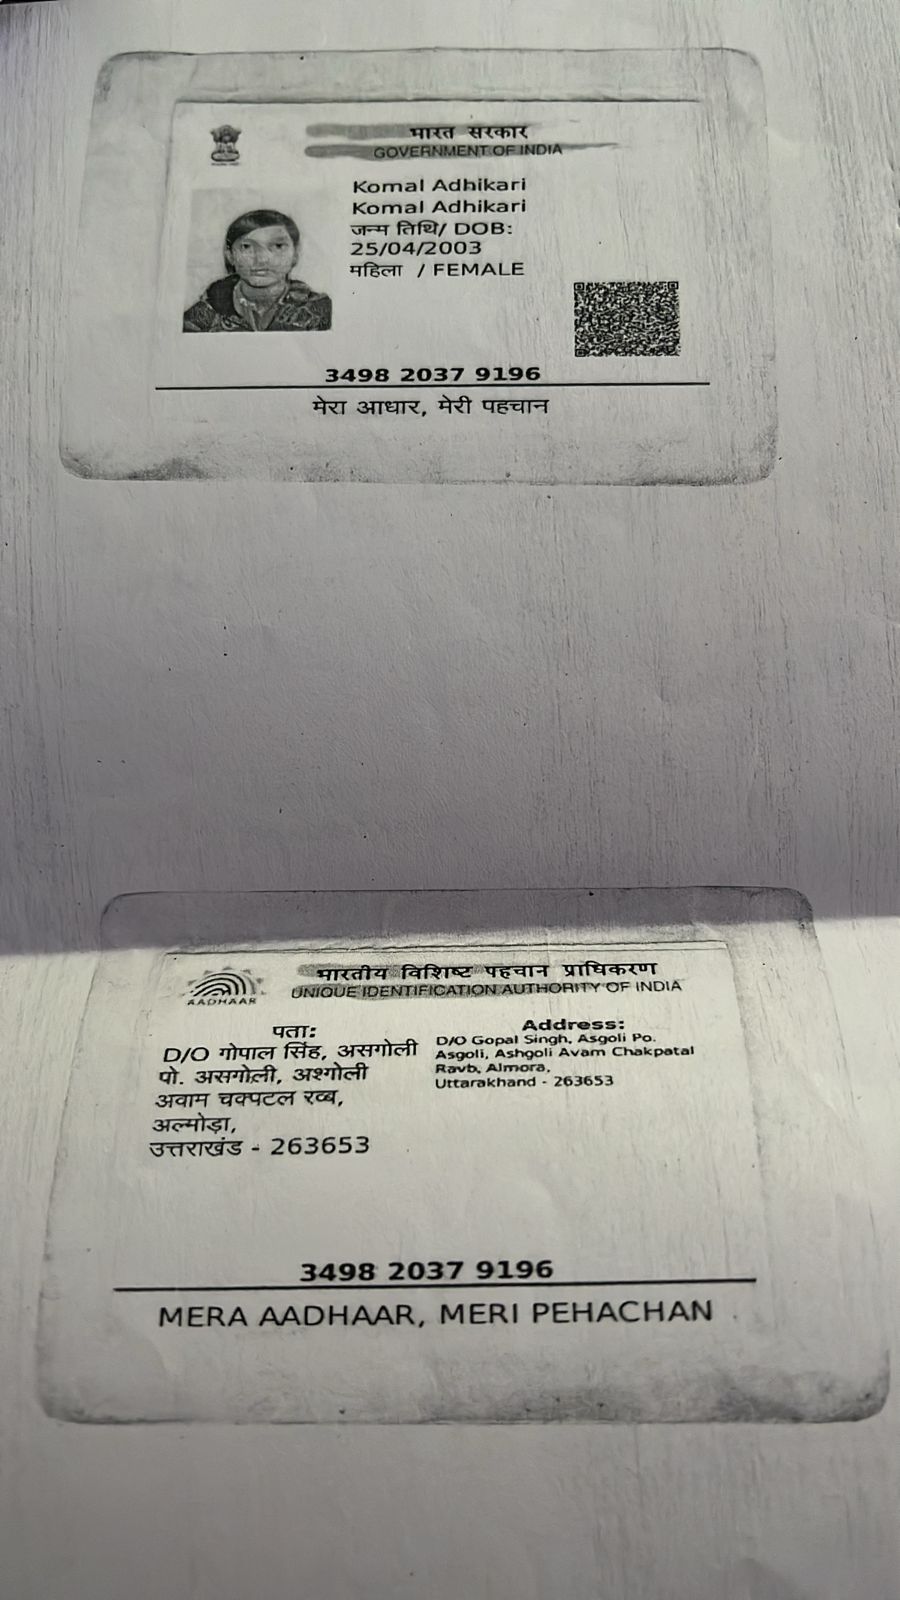 भारत सरकार
GOVERNMENT OF INDIA
Komal Adhikari
Komal Adhikari
जन्म तिथि/ DOB:
25/04/2003
महिला / FEMALE
3498 2037 9196
मेरा आधार, मेरी पहचान
भारतीय विशिष्ट पहचान प्राधिकरण
UNIQUE IDENTIFICATION AUTHORITY OF INDIA
AADHAAR
पता:
D/O गोपाल सिंह, असगोली
पो. असगोली, अश्गोली
अवाम चक्पटल रव्ब,
अल्मोड़ा,
उत्तराखंड - 263653
Address:
D/O Gopal Singh, Asgoli Po.
Asgoli, Ashgoli Avam Chakpatal
Ravb, Almora,
Uttarakhand - 263653
3498 2037 9196
MERA AADHAAR, MERI PEHACHAN